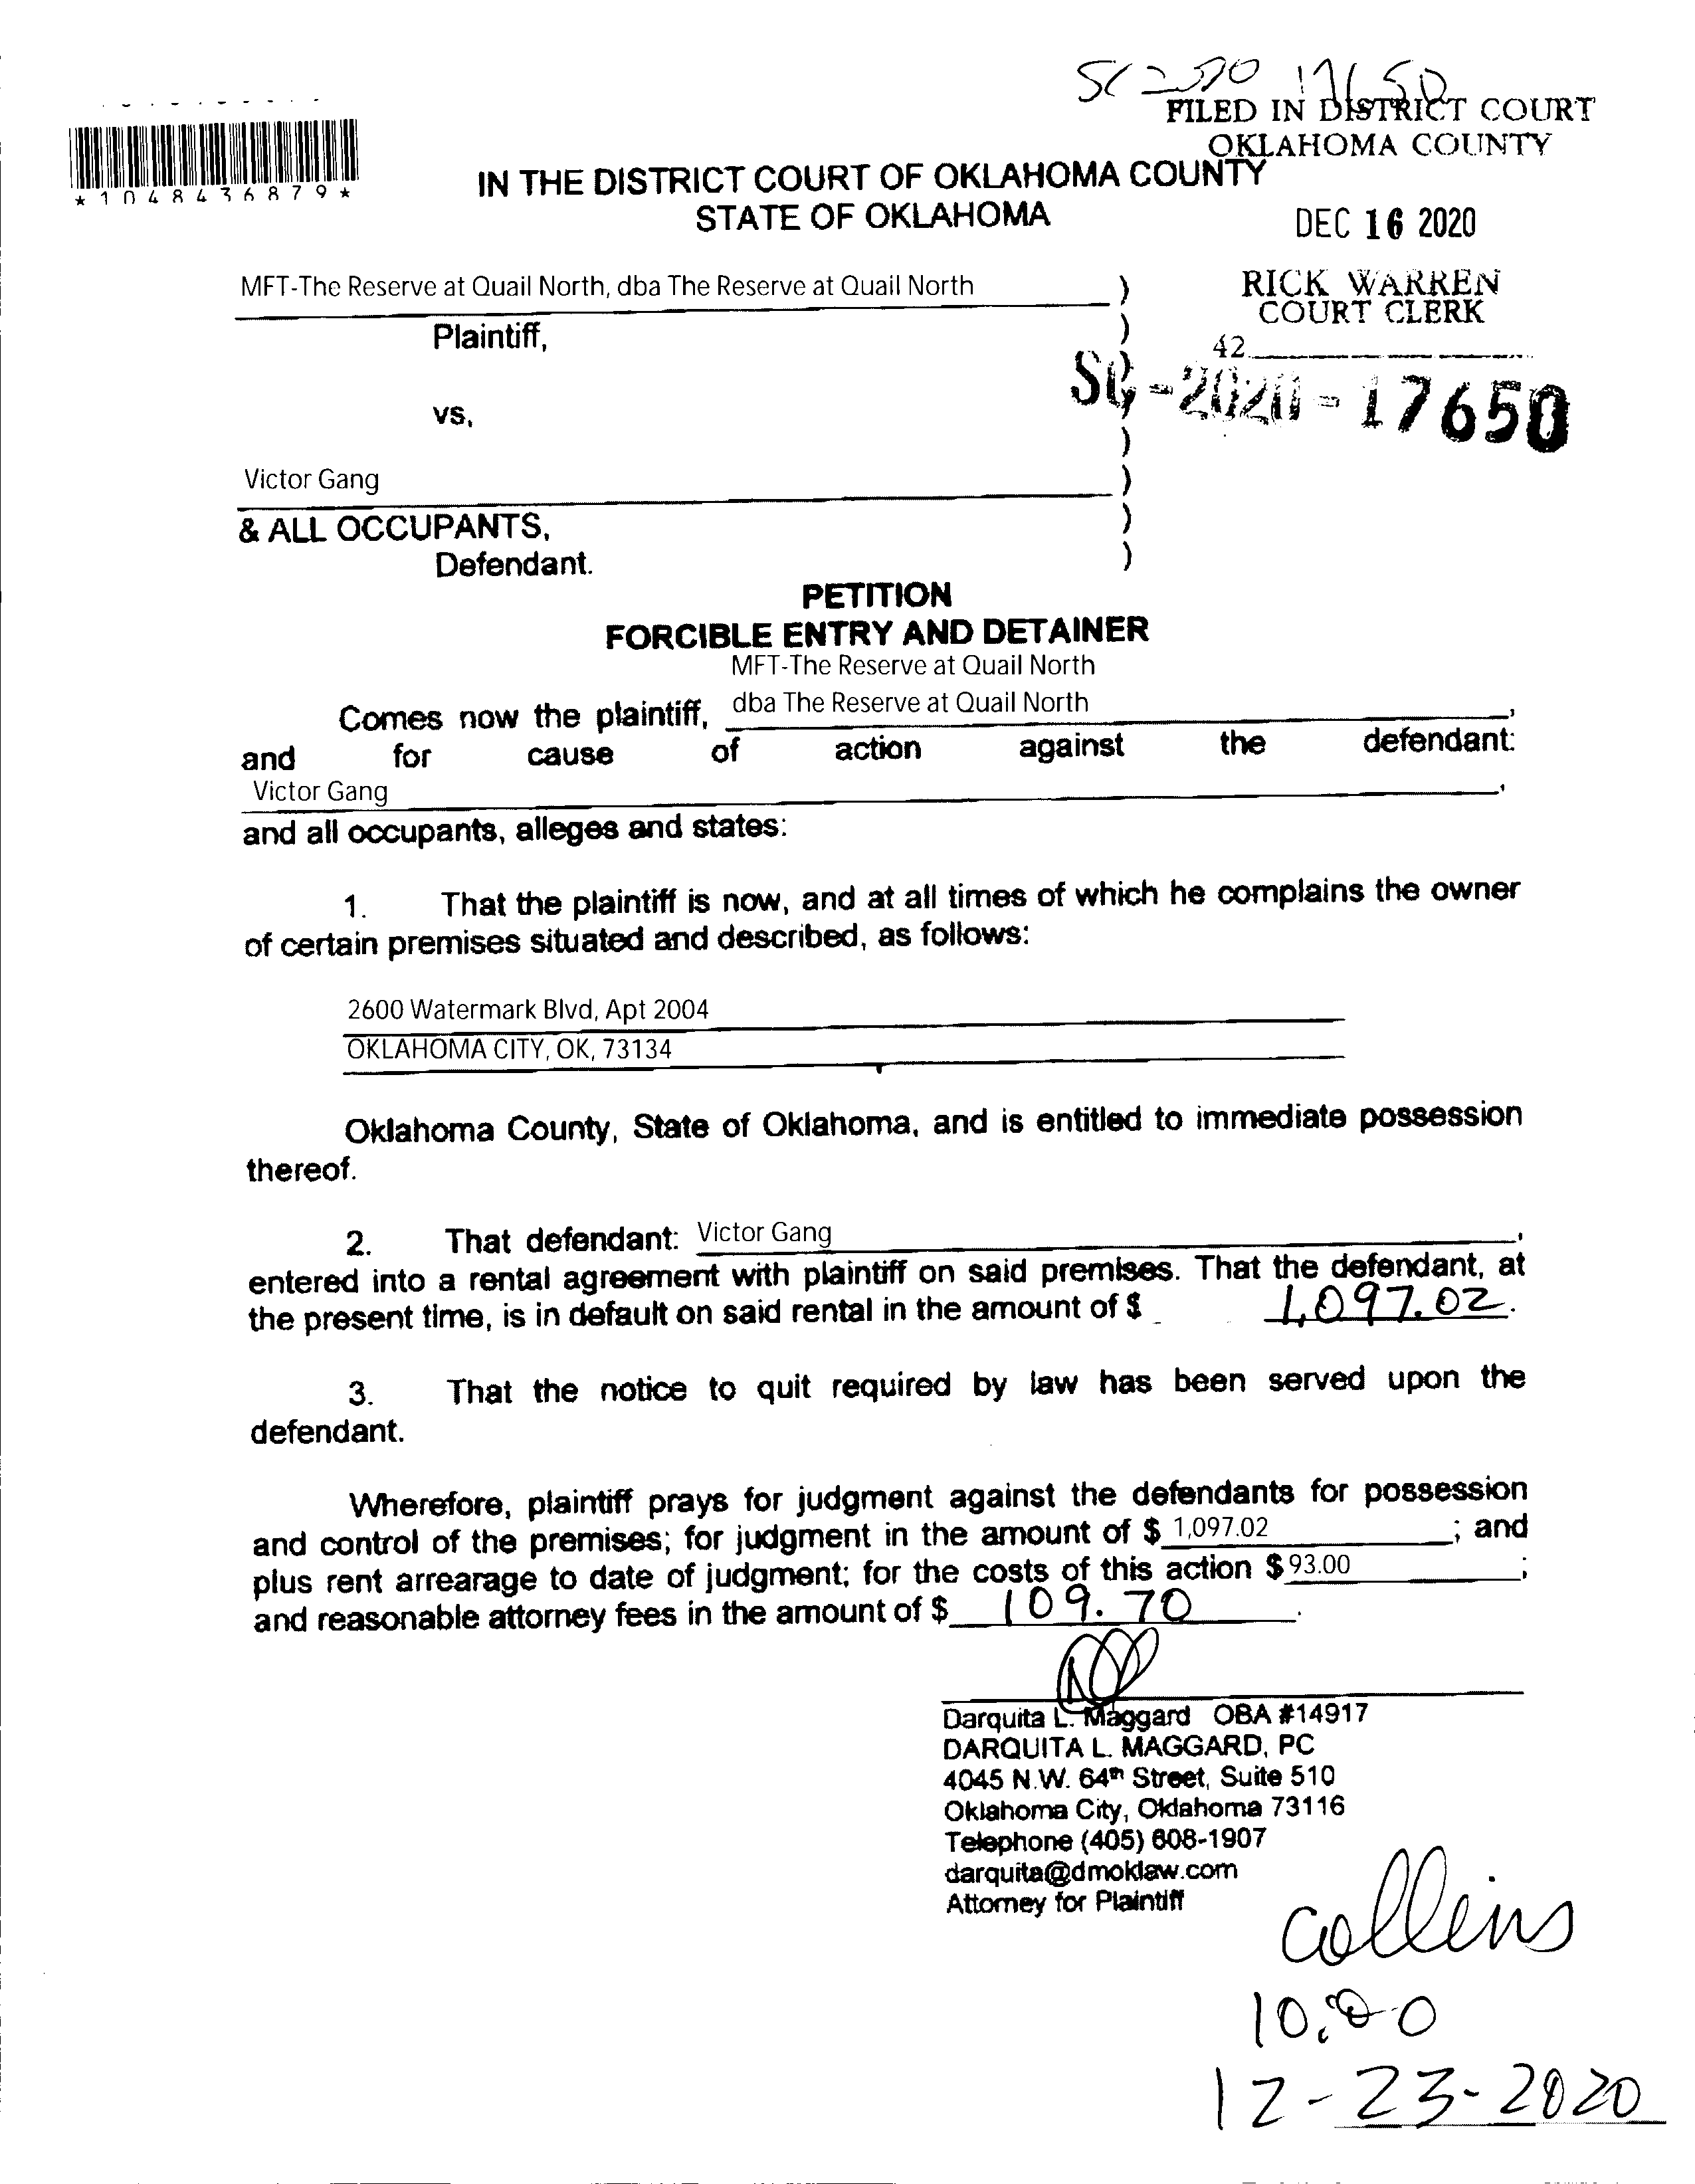 SC 2020 17650
FILED IN DISTRICT COURT
OKLAHOMA COUNTY
*1048436879*
IN THE DISTRICT COURT OF OKLAHOMA COUNTY
STATE OF OKLAHOMA
DEC 16 2020
MFT-The Reserve at Quail North, dba The Reserve at Quail North )
RICK WARREN
COURT CLERK
Plaintiff, )
42
SC-2020-17650
vs. )
)
Victor Gang )
& ALL OCCUPANTS, )
Defendant. )
PETITION
FORCIBLE ENTRY AND DETAINER
MFT-The Reserve at Quail North
Comes now the plaintiff, dba The Reserve at Quail North,
and for cause of action against the defendant:
Victor Gang,
and all occupants, alleges and states:
1. That the plaintiff is now, and at all times of which he complains the owner
of certain premises situated and described, as follows:
2600 Watermark Blvd, Apt 2004
OKLAHOMA CITY, OK, 73134
Oklahoma County, State of Oklahoma, and is entitled to immediate possession
thereof.
2. That defendant: Victor Gang,
entered into a rental agreement with plaintiff on said premises. That the defendant, at
the present time, is in default on said rental in the amount of $ 1,097.02.
3. That the notice to quit required by law has been served upon the
defendant.
Wherefore, plaintiff prays for judgment against the defendants for possession
and control of the premises; for judgment in the amount of $ 1,097.02; and
plus rent arrearage to date of judgment; for the costs of this action $ 93.00;
and reasonable attorney fees in the amount of $ 109.70.
Darquita L. Maggard OBA #14917
DARQUITA L. MAGGARD, PC
4045 N.W. 64th Street, Suite 510
Oklahoma City, Oklahoma 73116
Telephone (405) 608-1907
darquita@dmoklaw.com
Attorney for Plaintiff
Collins
10:00
12-23-2020